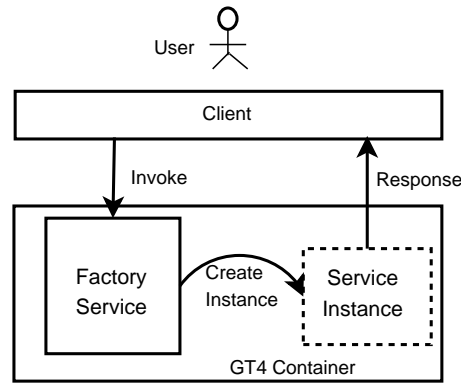 User
Client
Invoke
Response
Factory
Service
Create
Instance
Service
Instance
GT4 Container